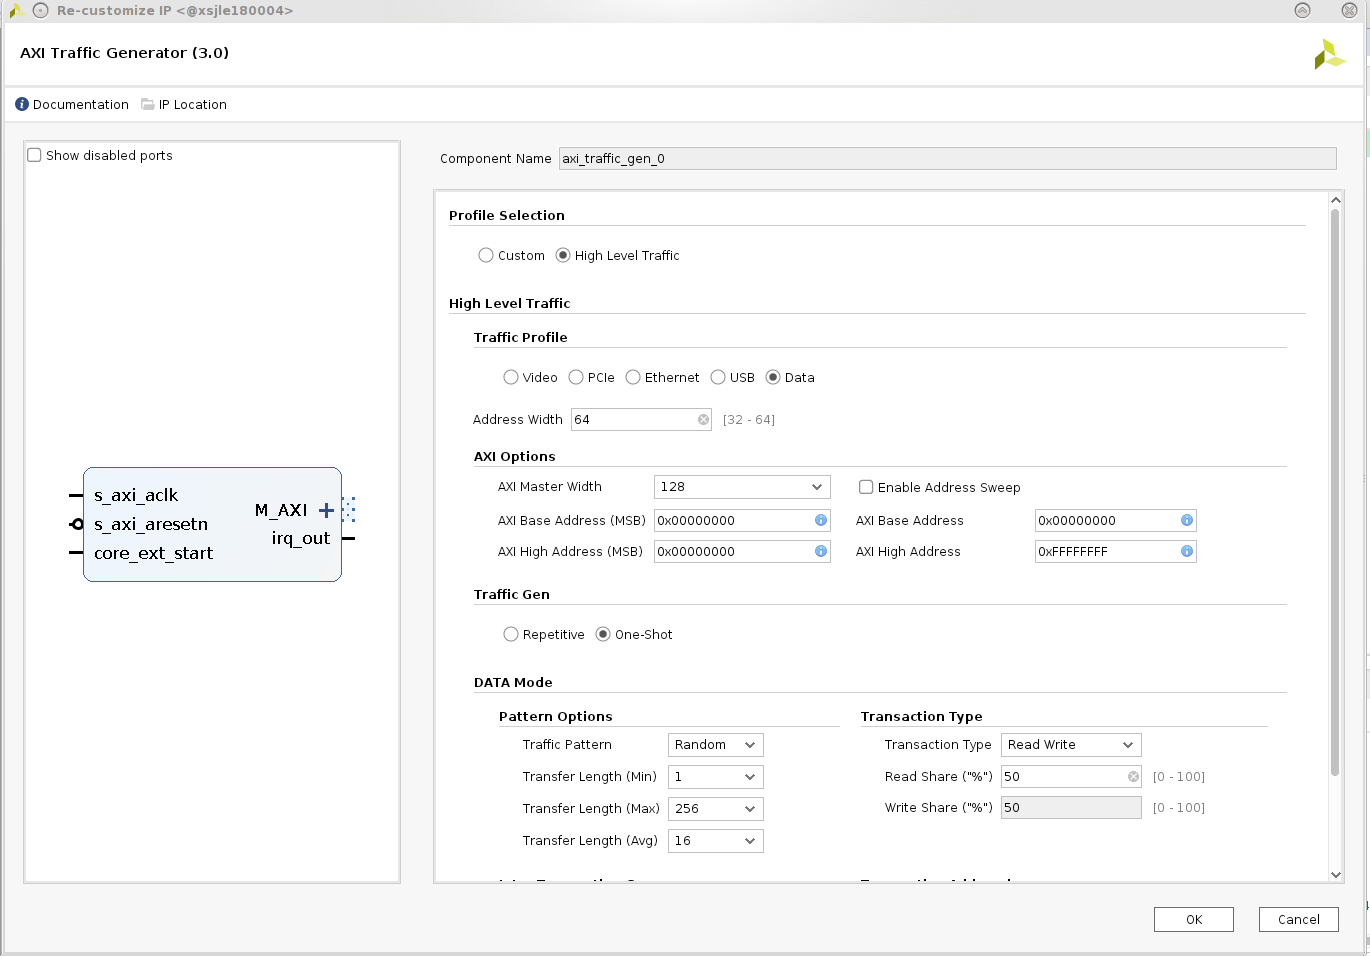 Re-customize IP <@xsjle180004>
AXI Traffic Generator (3.0)
Documentation IP Location
Show disabled ports
s_axi_aclk
s_axi_aresetn
core_ext_start
M_AXI
irq_out
Component Name axi_traffic_gen_0
Profile Selection
Custom High Level Traffic
High Level Traffic
Traffic Profile
Video PCIe Ethernet USB Data
Address Width 64 [32 - 64]
AXI Options
AXI Master Width 128 Enable Address Sweep
AXI Base Address (MSB) 0x00000000 AXI Base Address 0x00000000
AXI High Address (MSB) 0x00000000 AXI High Address 0xFFFFFFFF
Traffic Gen
Repetitive One-Shot
DATA Mode
Pattern Options
Traffic Pattern Random
Transfer Length (Min) 1
Transfer Length (Max) 256
Transfer Length (Avg) 16
Transaction Type
Transaction Type Read Write
Read Share ("%") 50 [0 - 100]
Write Share ("%") 50 [0 - 100]
OK Cancel